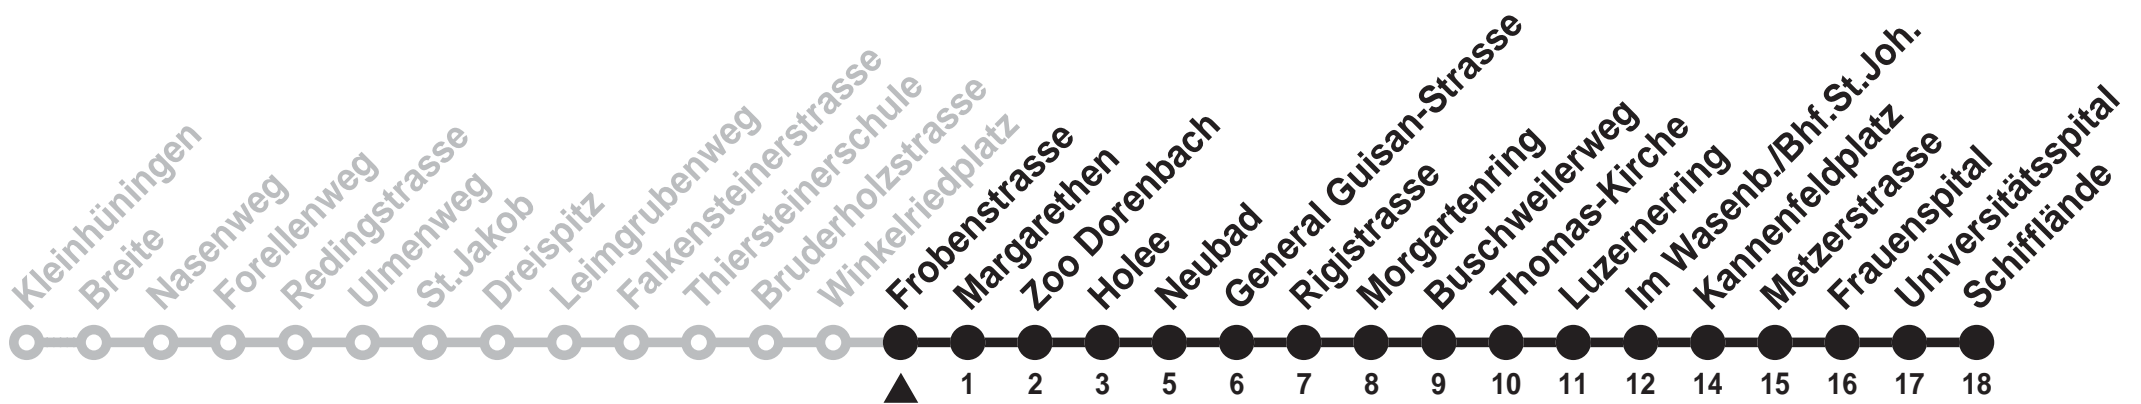 Kleinhüningen
Breite
Nasenweg
Forellenweg
Redingstrasse
Ulmenweg
St.Jakob
Dreispitz
Leimgrubenweg
Falkensteinerstrasse
Thiersteinerschule
Bruderholzstrasse
Winkelriedplatz
Frobenstrasse
Margarethen
Zoo Dorenbach
Holee
Neubad
General Guisan-Strasse
Rigistrasse
Morgartenring
Buschweilerweg
Thomas-Kirche
Luzernerring
Im Wasenb./Bhf.St.Joh.
Kannenfeldplatz
Metzerstrasse
Frauenspital
Universitätsspital
Schifflände
1 2 3 5 6 7 8 9 10 11 12 14 15 16 17 18